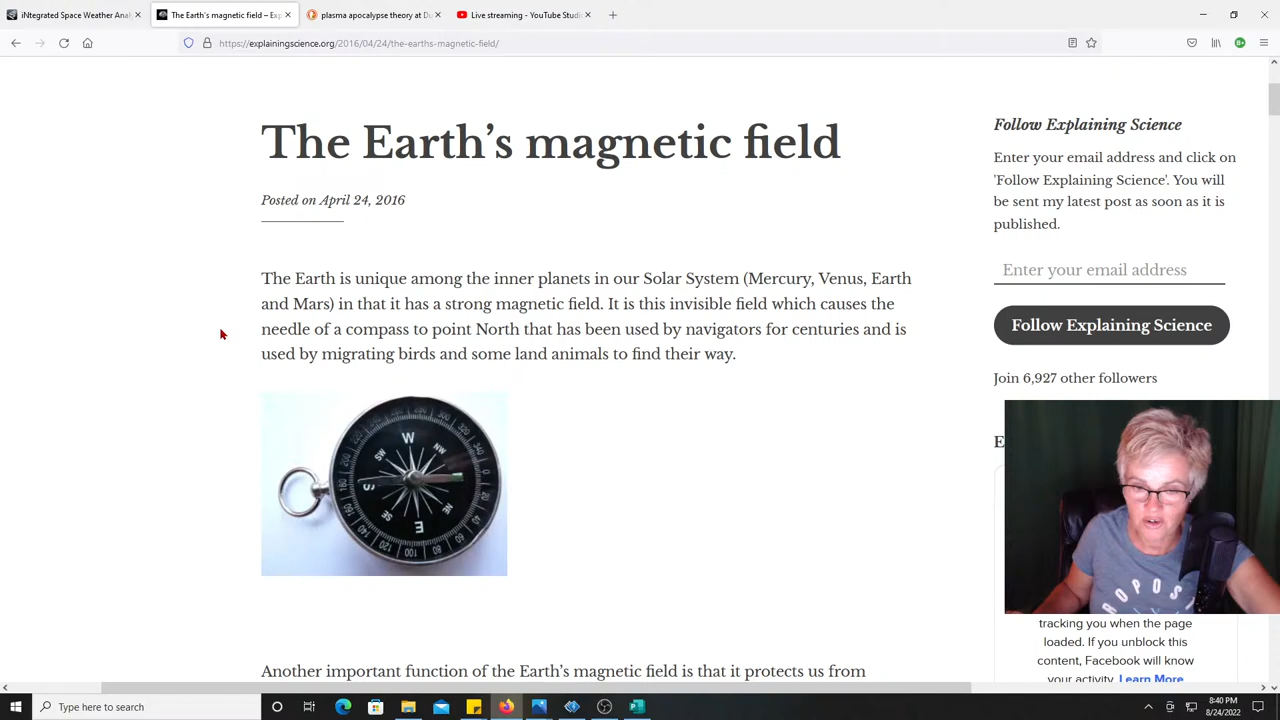 iNtegrated Space Weather Anal
The Earth's magnetic field – Exp
plasma apocalypse theory at Du
Live streaming - YouTube Studi
https://explainingscience.org/2016/04/24/the-earths-magnetic-field/
The Earth's magnetic field
Posted on April 24, 2016
The Earth is unique among the inner planets in our Solar System (Mercury, Venus, Earth
and Mars) in that it has a strong magnetic field. It is this invisible field which causes the
needle of a compass to point North that has been used by navigators for centuries and is
used by migrating birds and some land animals to find their way.
W
NW
NE
E
SE
S
SW
Another important function of the Earth's magnetic field is that it protects us from
Follow Explaining Science
Enter your email address and click on
'Follow Explaining Science'. You will
be sent my latest post as soon as it is
published.
Enter your email address
Follow Explaining Science
Join 6,927 other followers
E
ROPOS
tracking you when the page
loaded. If you unblock this
content, Facebook will know
your activity. Learn More
Type here to search
8:40 PM
8/24/2022